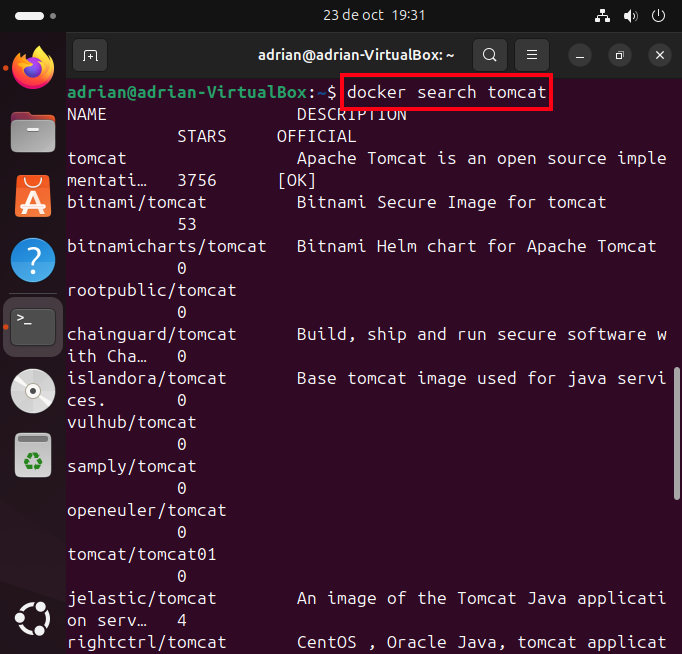 23 de oct 19:31
adrian@adrian-VirtualBox: ~
adrian@adrian-VirtualBox:~$ docker search tomcat
NAME DESCRIPTION
STARS OFFICIAL
tomcat Apache Tomcat is an open source imple
mentati… 3756 [OK]
bitnami/tomcat Bitnami Secure Image for tomcat
53
bitnamicharts/tomcat Bitnami Helm chart for Apache Tomcat
0
rootpublic/tomcat
0
chainguard/tomcat Build, ship and run secure software w
ith Cha… 0
islandora/tomcat Base tomcat image used for java servi
ces. 0
vulhub/tomcat
0
samply/tomcat
0
openeuler/tomcat
0
tomcat/tomcat01
0
jelastic/tomcat An image of the Tomcat Java applicati
on serv… 4
rightctrl/tomcat CentOS , Oracle Java, tomcat applicat